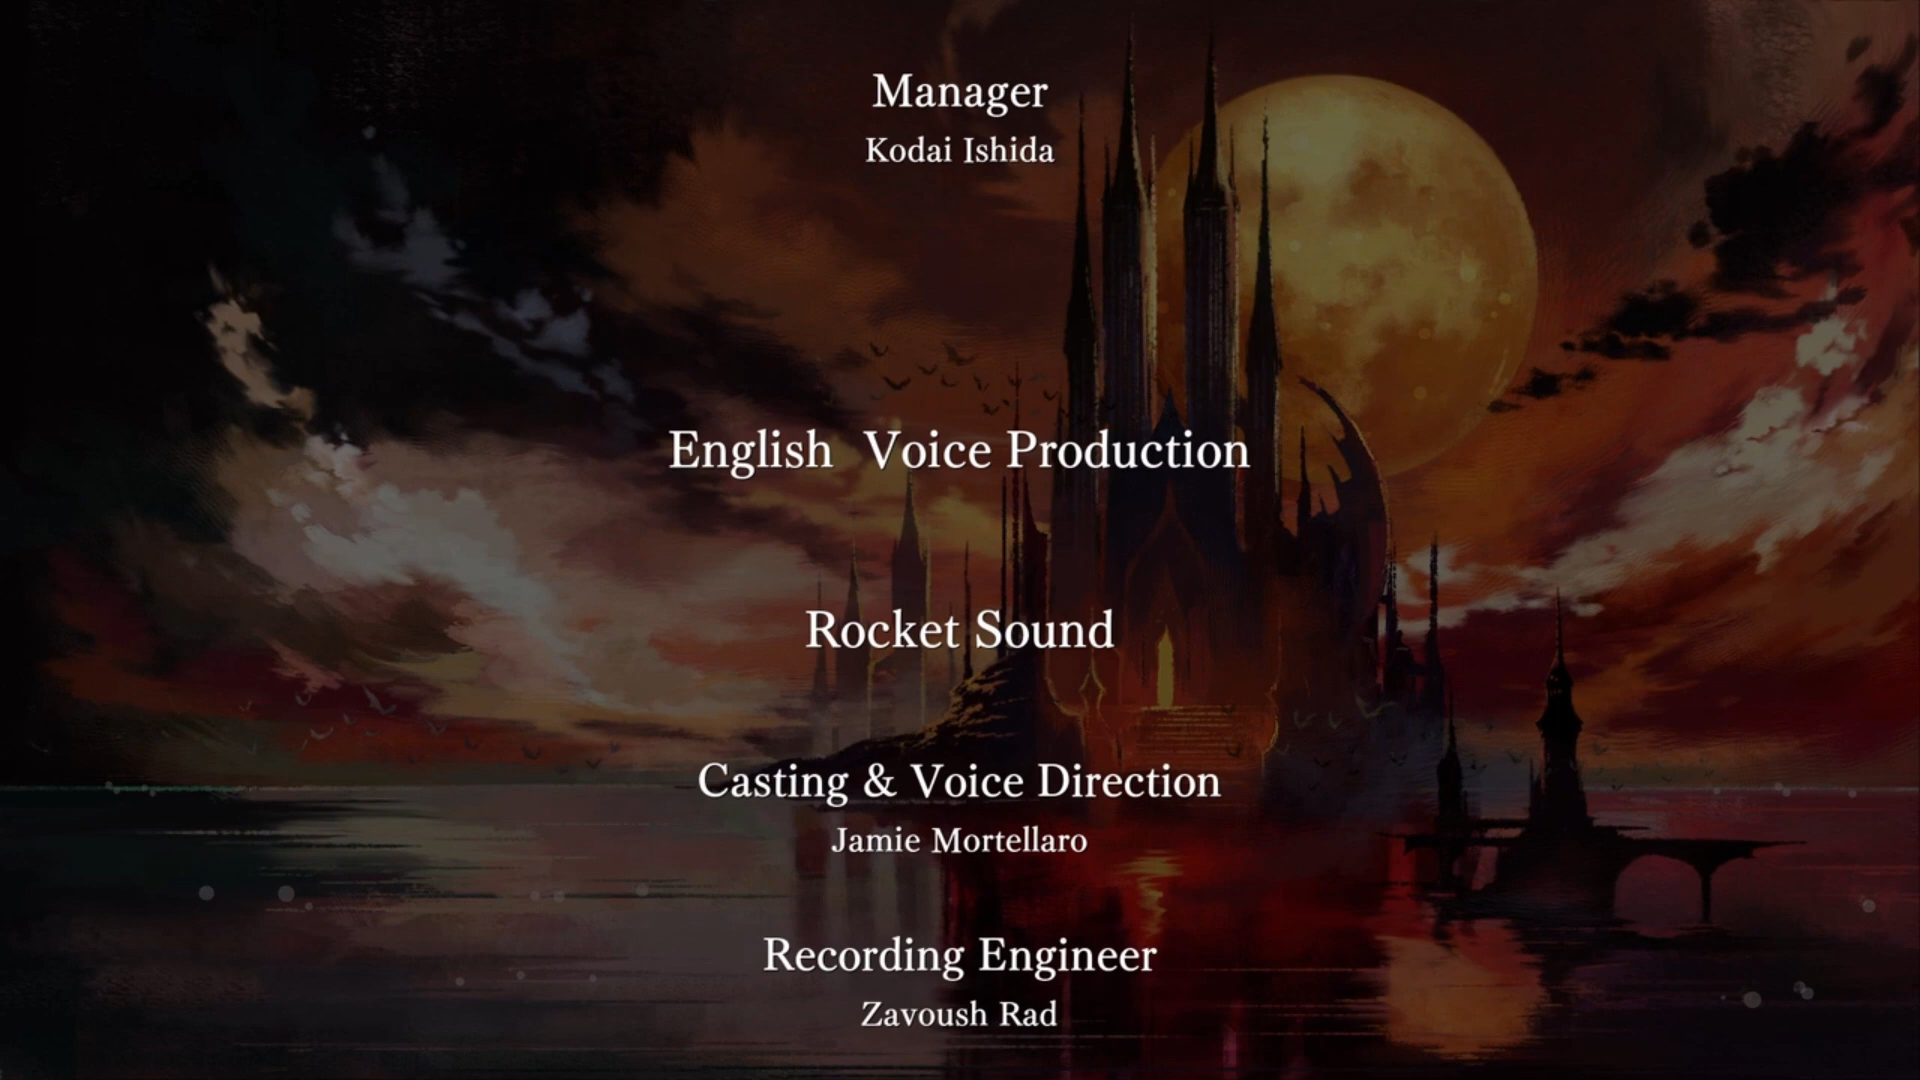 Manager
Kodai Ishida
English  Voice Production
Rocket Sound
Casting & Voice Direction
Jamie Mortellaro
Recording Engineer
Zavoush Rad